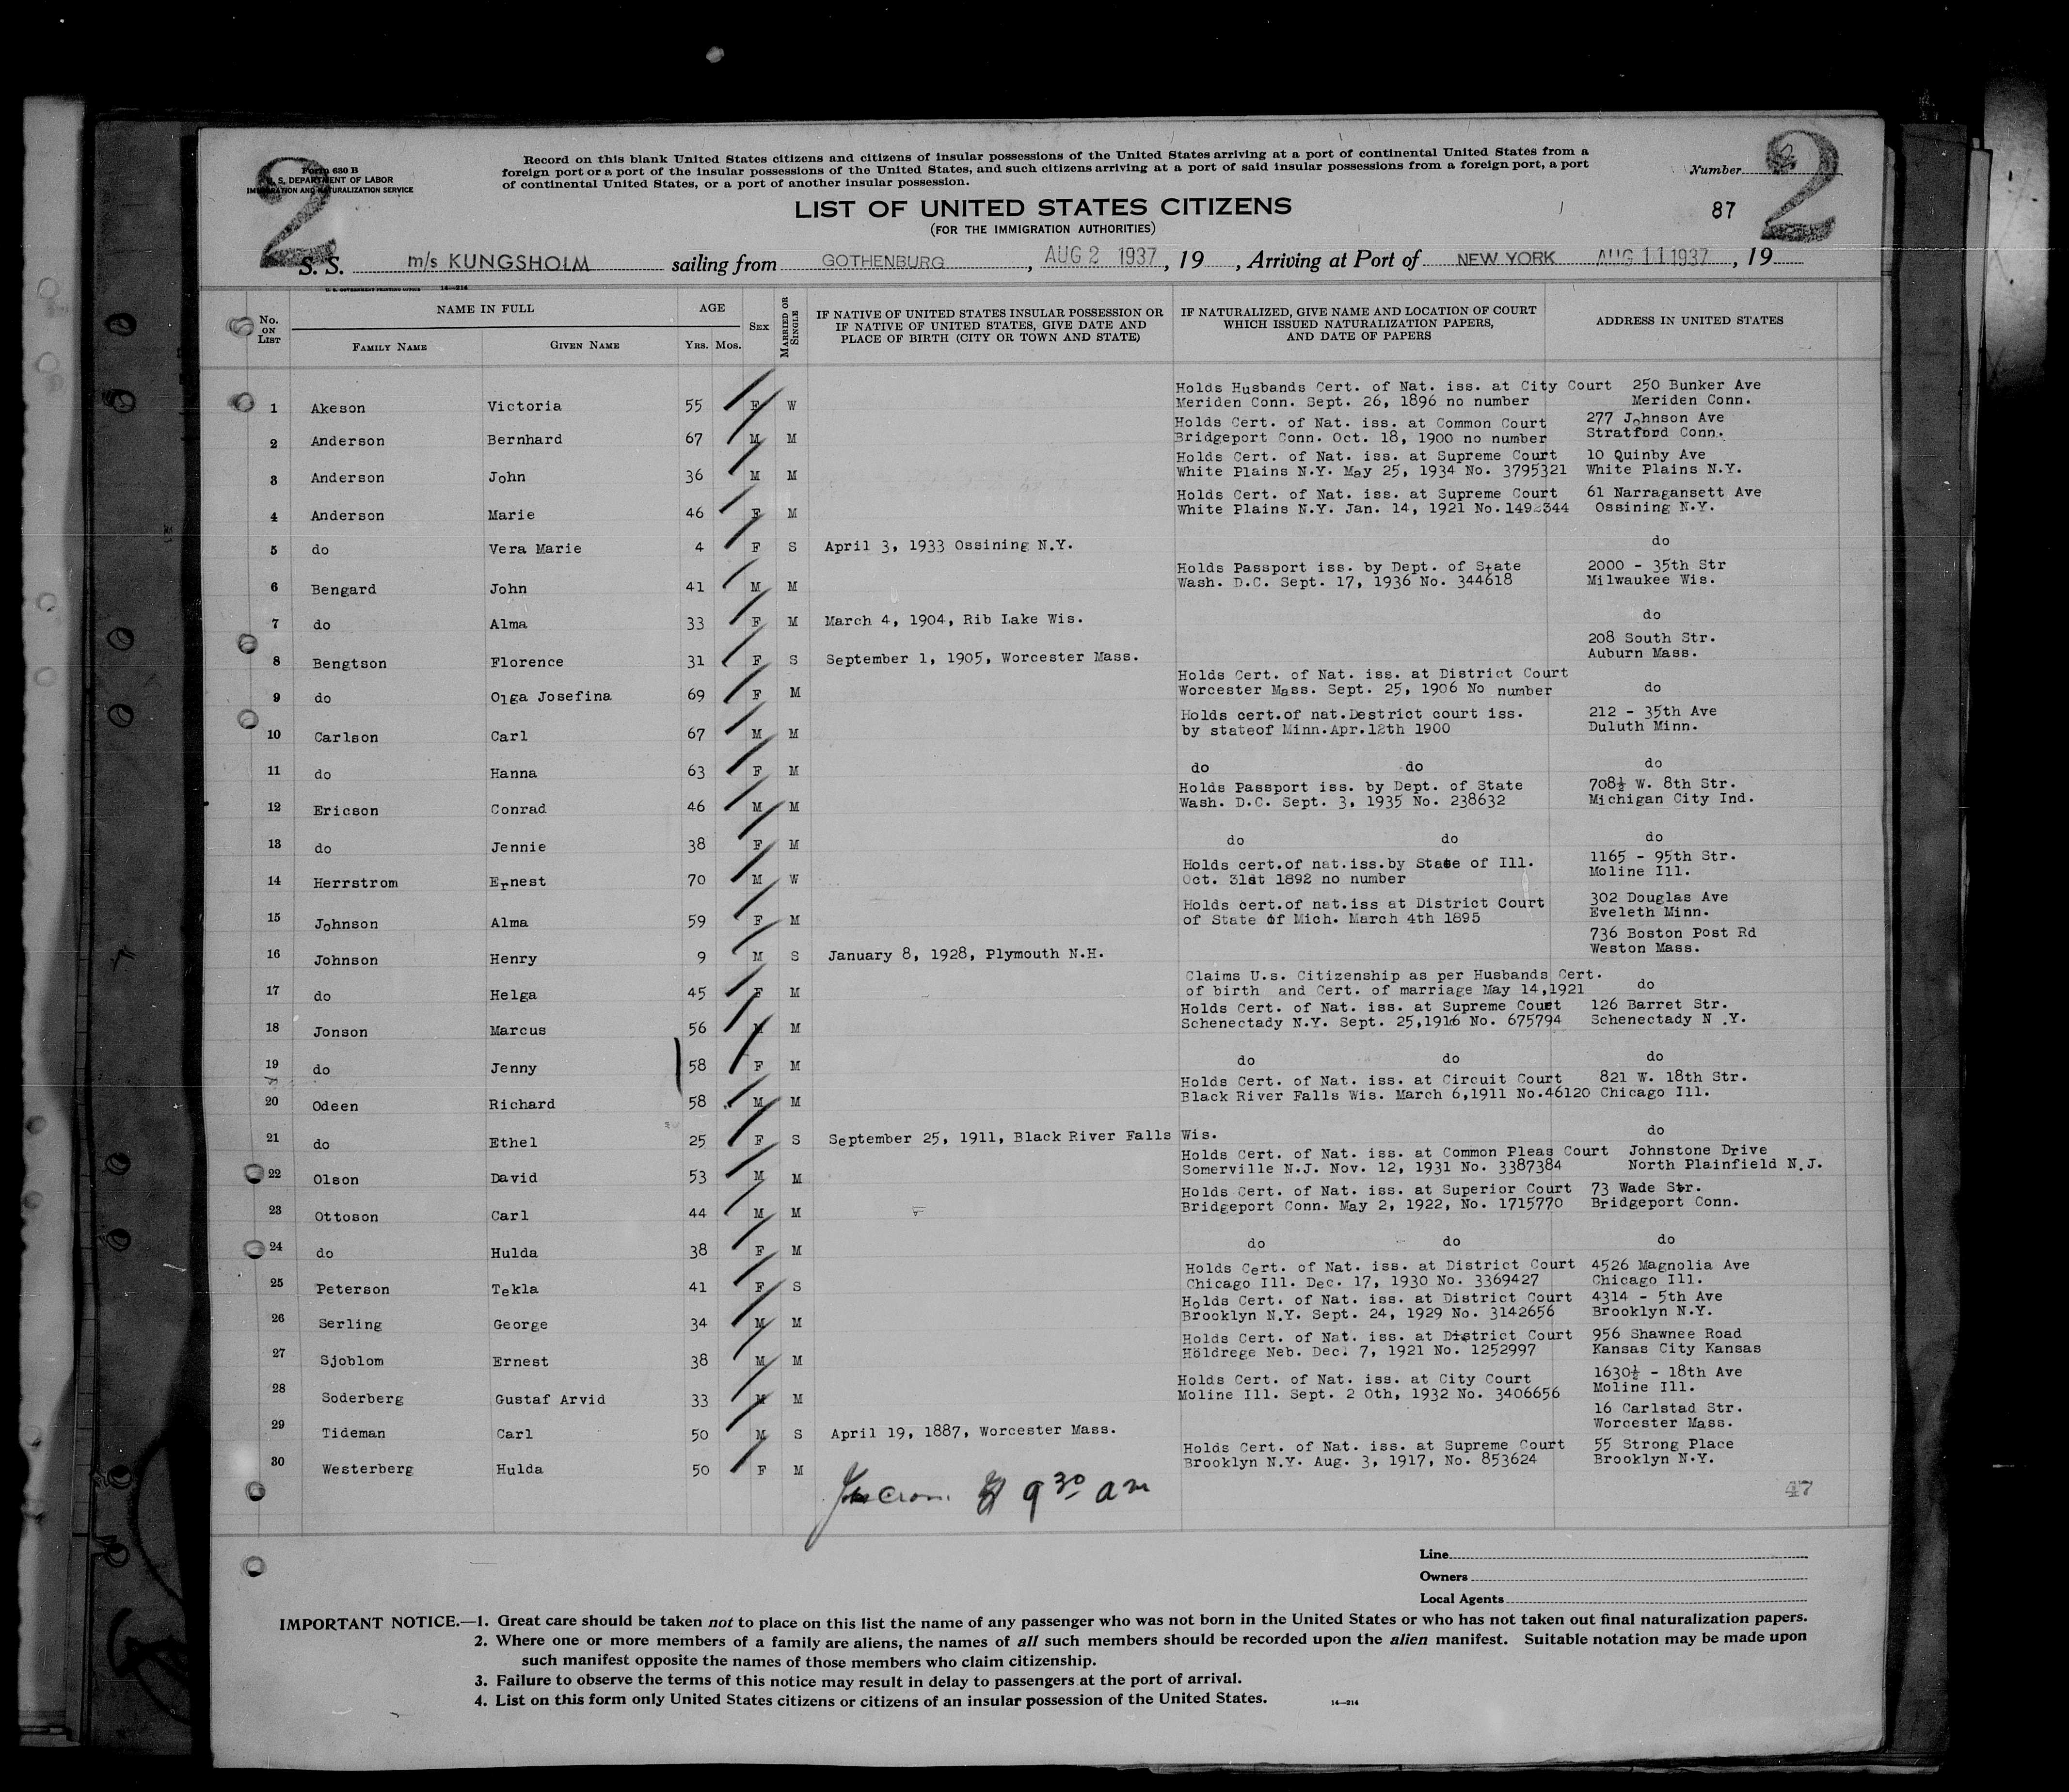 2
2
Form 630 B
U. S. DEPARTMENT OF LABOR
IMMIGRATION AND NATURALIZATION SERVICE
Record on this blank United States citizens and citizens of insular possessions of the United States arriving at a port of continental United States from a
foreign port or a port of the insular possessions of the United States, and such citizens arriving at a port of said insular possessions from a foreign port, a port
of continental United States, or a port of another insular possession.
Number
LIST OF UNITED STATES CITIZENS
(FOR THE IMMIGRATION AUTHORITIES)
87
S. S. m/s KUNGSHOLM sailing from GOTHENBURG, AUG 2 1937, 19, Arriving at Port of NEW YORK AUG 11 1937, 19
U. S. GOVERNMENT PRINTING OFFICE 14—214
No. ON LIST
NAME IN FULL
FAMILY NAME
GIVEN NAME
AGE
YRS. MOS.
SEX
MARRIED OR SINGLE
IF NATIVE OF UNITED STATES INSULAR POSSESSION OR
IF NATIVE OF UNITED STATES, GIVE DATE AND
PLACE OF BIRTH (CITY OR TOWN AND STATE)
IF NATURALIZED, GIVE NAME AND LOCATION OF COURT
WHICH ISSUED NATURALIZATION PAPERS,
AND DATE OF PAPERS
ADDRESS IN UNITED STATES
Holds Husbands Cert. of Nat. iss. at City Court 250 Bunker Ave
1 Akeson Victoria 55 F W Meriden Conn. Sept. 26, 1896 no number Meriden Conn.
Holds Cert. of Nat. iss. at Common Court 277 Johnson Ave
2 Anderson Bernhard 67 M M Bridgeport Conn. Oct. 18, 1900 no number Stratford Conn.
Holds Cert. of Nat. iss. at Supreme Court 10 Quinby Ave
3 Anderson John 36 M M White Plains N.Y. May 25, 1934 No. 3795321 White Plains N.Y.
Holds Cert. of Nat. iss. at Supreme Court 61 Narragansett Ave
4 Anderson Marie 46 F M White Plains N.Y. Jan. 14, 1921 No. Ossining N.Y.
5 do Vera Marie 4 F S April 3, 1933 Ossining N.Y. do
Holds Passport iss. by Dept. of State 2000 - 35th Str
6 Bengard John 41 M M Wash. D.C. Sept. 17, 1936 No. 344618 Milwaukee Wis.
7 do Alma 33 F M March 4, 1904, Rib Lake Wis. do
208 South Str.
8 Bengtson Florence 31 F S September 1, 1905, Worcester Mass. Auburn Mass.
Holds Cert. of Nat. iss. at District Court
9 do Olga Josefina 69 F M Worcester Mass. Sept. 25, 1906 No number do
Holds cert.of nat.Destrict court iss. 212 - 35th Ave
10 Carlson Carl 67 M M by stateof Minn.Apr.12th 1900 Duluth Minn.
11 do Hanna 63 F M do do do
Holds Passport iss. by Dept. of State 708½ W. 8th Str.
12 Ericson Conrad 46 M M Wash. D.C. Sept. 3, 1935 No. 238632 Michigan City Ind.
13 do Jennie 38 F M do do do
Holds cert.of nat.iss.by State of Ill. 1165 - 95th Str.
14 Herrstrom Ernest 70 M W Oct. 31st 1892 no number Moline Ill.
Holds cert.of nat.iss at District Court 302 Douglas Ave
15 Johnson Alma 59 F M of State of Mich. March 4th 1895 Eveleth Minn.
736 Boston Post Rd
16 Johnson Henry 9 M S January 8, 1928, Plymouth N.H. Weston Mass.
Claims U.s. Citizenship as per Husbands Cert.
17 do Helga 45 F M of birth and Cert. of marriage May 14,1921 do
Holds Cert. of Nat. iss. at Supreme Court 126 Barret Str.
18 Jonson Marcus 56 M M Schenectady N.Y. Sept. 25,1916 No. 675794 Schenectady N .Y.
19 do Jenny 58 F M do do do
Holds Cert. of Nat. iss. at Circuit Court 821 W. 18th Str.
20 Odeen Richard 58 M M Black River Falls Wis. March 6,1911 No.46120 Chicago Ill.
21 do Ethel 25 F S September 25, 1911, Black River Falls Wis. do
Holds Cert. of Nat. iss. at Common Pleas Court Johnstone Drive
22 Olson David 53 M M Somerville N.J. Nov. 12, 1931 No. 3387384 North Plainfield N.J.
Holds Cert. of Nat. iss. at Superior Court 73 Wade Str.
23 Ottoson Carl 44 M M Bridgeport Conn. May 2, 1922, No. 1715770 Bridgeport Conn.
24 do Hulda 38 F M do do do
Holds Cert. of Nat. iss. at District Court 4526 Magnolia Ave
25 Peterson Tekla 41 F S Chicago Ill. Dec. 17, 1930 No. 3369427 Chicago Ill.
Holds Cert. of Nat. iss. at District Court 4314 - 5th Ave
26 Serling George 34 M M Brooklyn N.Y. Sept. 24, 1929 No. 3142656 Brooklyn N.Y.
Holds Cert. of Nat. iss. at District Court 956 Shawnee Road
27 Sjoblom Ernest 38 M M Höldrege Neb. Dec. 7, 1921 No. 1252997 Kansas City Kansas
Holds Cert. of Nat. iss. at City Court 1630½ - 18th Ave
28 Soderberg Gustaf Arvid 33 M M Moline Ill. Sept. 2 0th, 1932 No. 3406656 Moline Ill.
16 Carlstad Str.
29 Tideman Carl 50 M S April 19, 1887, Worcester Mass. Worcester Mass.
Holds Cert. of Nat. iss. at Supreme Court 55 Strong Place
30 Westerberg Hulda 50 F M Brooklyn N.Y. Aug. 3, 1917, No. 853624 Brooklyn N.Y.
9 30 am
47
Line
Owners
Local Agents
IMPORTANT NOTICE.—1. Great care should be taken not to place on this list the name of any passenger who was not born in the United States or who has not taken out final naturalization papers.
2. Where one or more members of a family are aliens, the names of all such members should be recorded upon the alien manifest. Suitable notation may be made upon
such manifest opposite the names of those members who claim citizenship.
3. Failure to observe the terms of this notice may result in delay to passengers at the port of arrival.
4. List on this form only United States citizens or citizens of an insular possession of the United States.
14—214